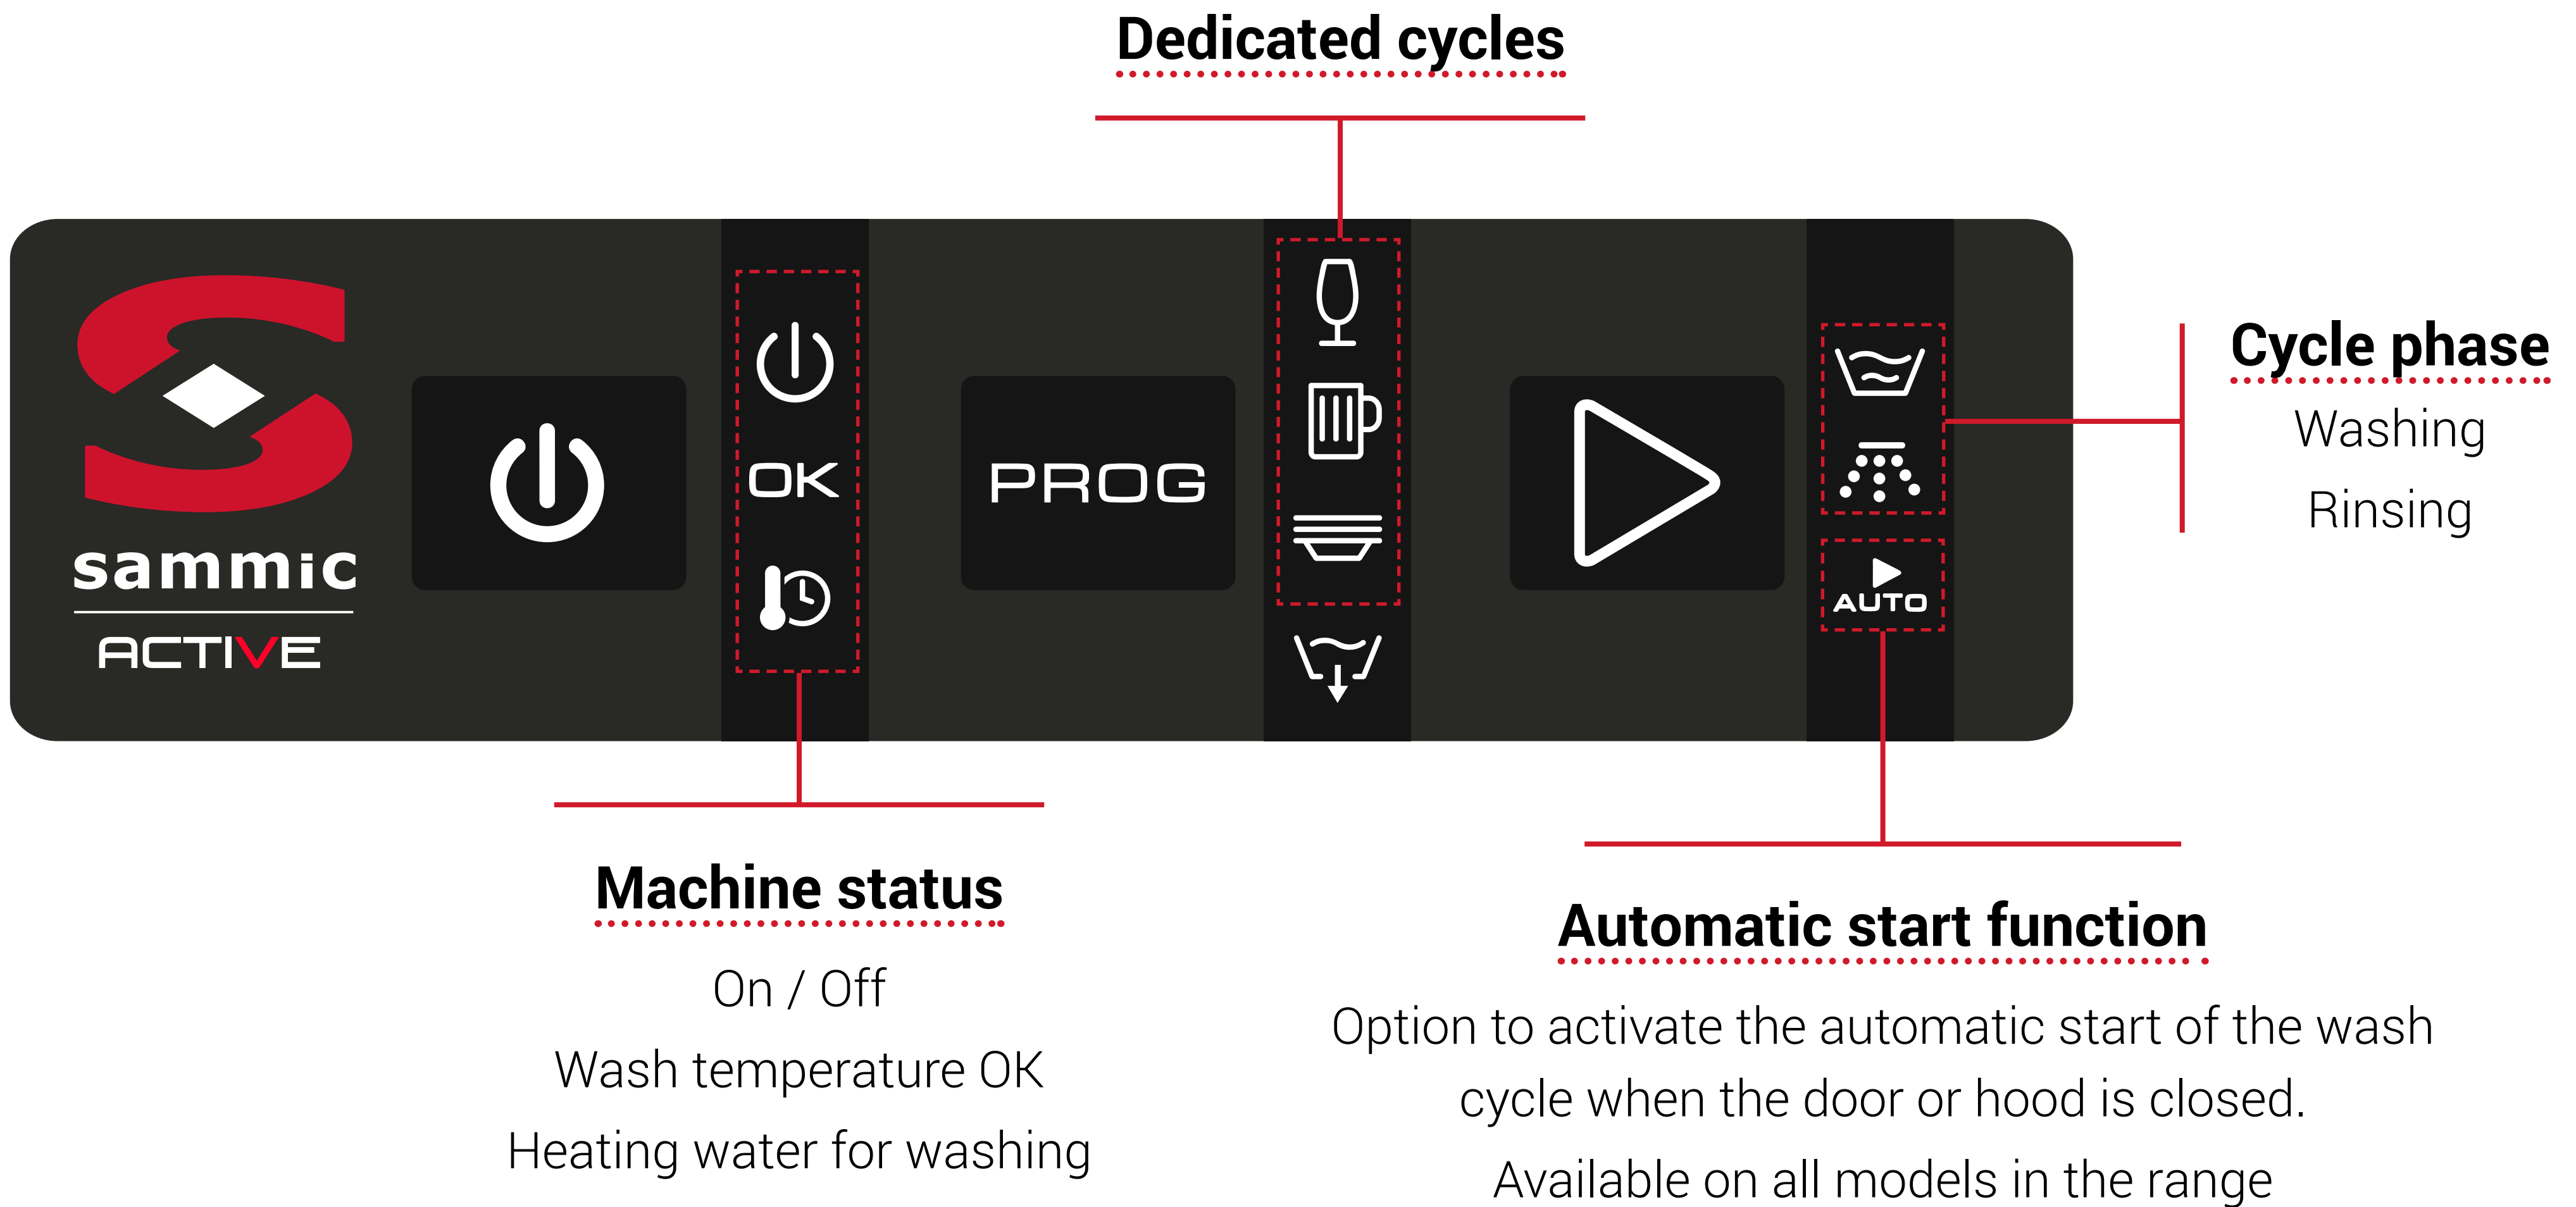 Dedicated cycles
sammic
ACTIVE
OK
PROG
AUTO
Cycle phase
Washing
Rinsing
Machine status
On / Off
Wash temperature OK
Heating water for washing
Automatic start function
Option to activate the automatic start of the wash
cycle when the door or hood is closed.
Available on all models in the range